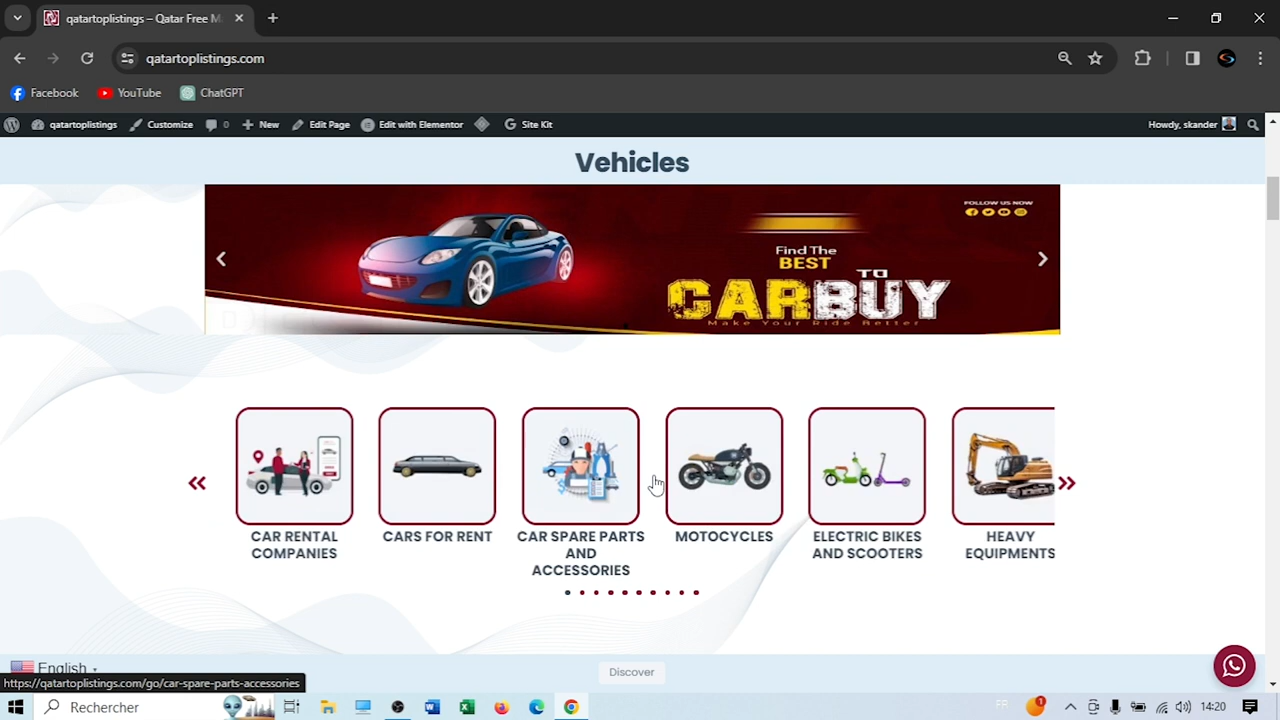 qatartoplistings – Qatar Free M
qatartoplistings.com
Facebook
YouTube
ChatGPT
qatartoplistings
Customize
0
New
Edit Page
Edit with Elementor
Site Kit
Howdy, skander
Vehicles
FOLLOW US NOW
Find The
BEST
TO
CARBUY
Make Your Ride Better
CAR RENTAL
COMPANIES
CARS FOR RENT
CAR SPARE PARTS
AND
ACCESSORIES
MOTOCYCLES
ELECTRIC BIKES
AND SCOOTERS
HEAVY
EQUIPMENTS
English
Discover
https://qatartoplistings.com/go/car-spare-parts-accessories
Rechercher
FR
1
14:20